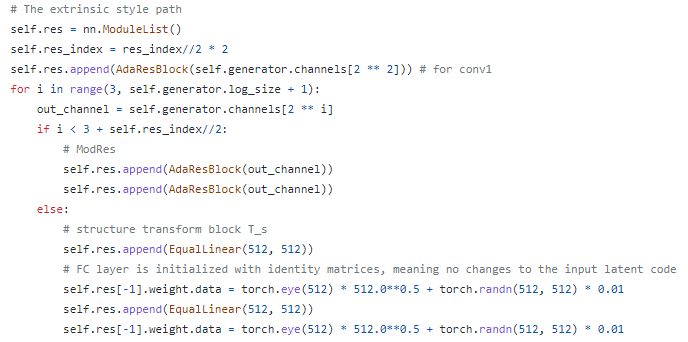 # The extrinsic style path
self.res = nn.ModuleList()
self.res_index = res_index//2 * 2
self.res.append(AdaResBlock(self.generator.channels[2 ** 2])) # for conv1
for i in range(3, self.generator.log_size + 1):
    out_channel = self.generator.channels[2 ** i]
    if i < 3 + self.res_index//2:
        # ModRes
        self.res.append(AdaResBlock(out_channel))
        self.res.append(AdaResBlock(out_channel))
    else:
        # structure transform block T_s
        self.res.append(EqualLinear(512, 512))
        # FC layer is initialized with identity matrices, meaning no changes to the input latent code
        self.res[-1].weight.data = torch.eye(512) * 512.0**0.5 + torch.randn(512, 512) * 0.01
        self.res.append(EqualLinear(512, 512))
        self.res[-1].weight.data = torch.eye(512) * 512.0**0.5 + torch.randn(512, 512) * 0.01